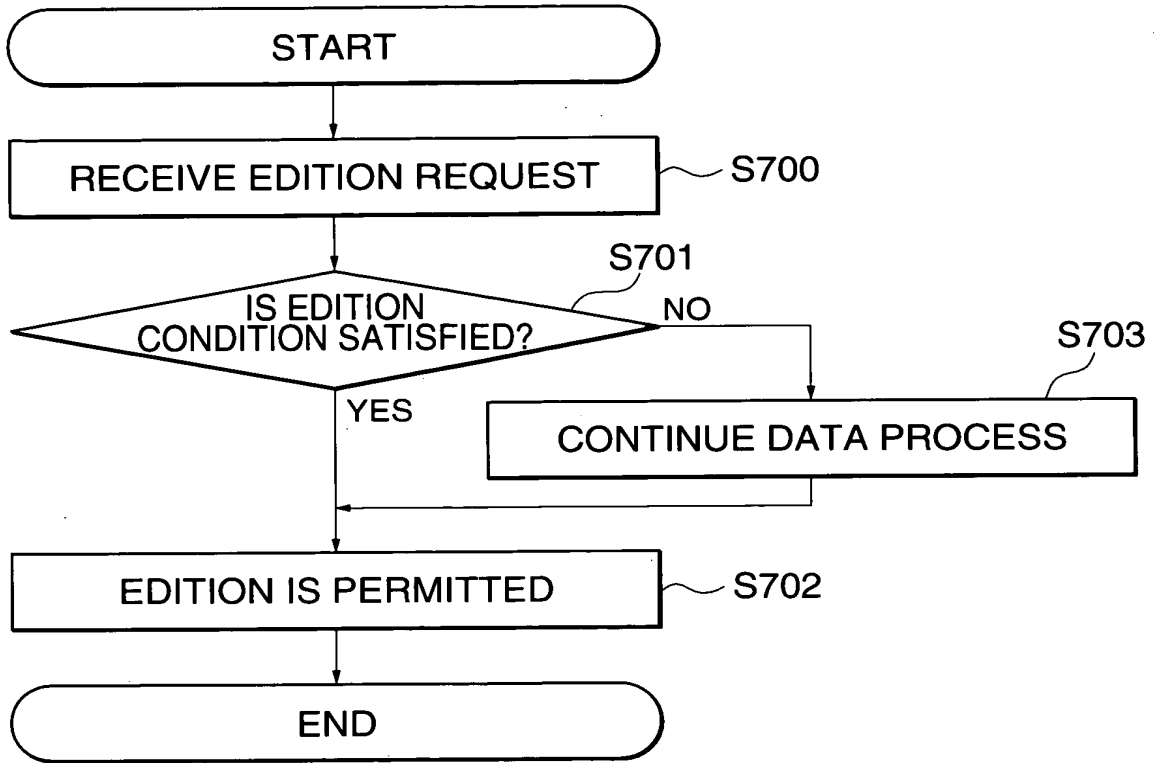 START
RECEIVE EDITION REQUEST
S700
S701
IS EDITION
CONDITION SATISFIED?
NO
S703
YES
CONTINUE DATA PROCESS
EDITION IS PERMITTED
S702
END